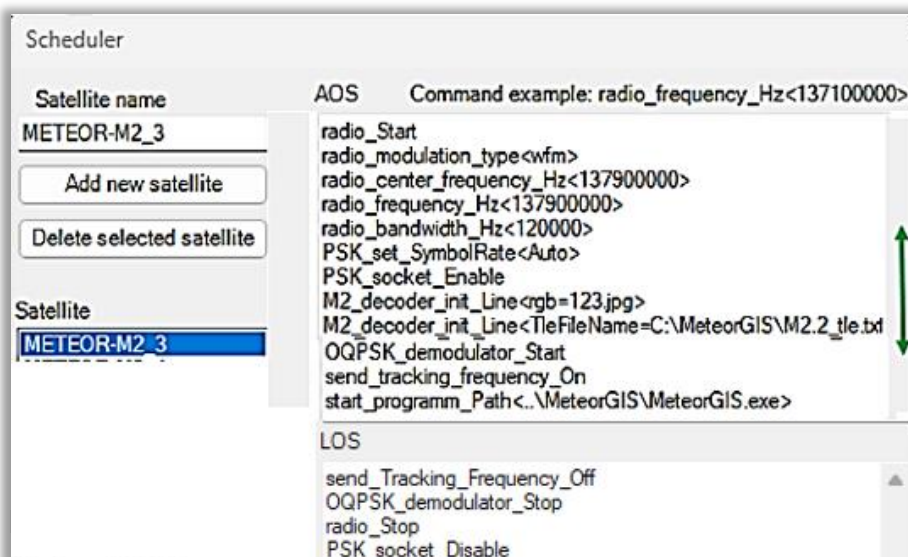 Scheduler
Satellite name
METEOR-M2_3
Add new satellite
Delete selected satellite
Satellite
METEOR-M2_3
AOS Command example: radio_frequency_Hz<137100000>
radio_Start
radio_modulation_type<wfm>
radio_center_frequency_Hz<137900000>
radio_frequency_Hz<137900000>
radio_bandwidth_Hz<120000>
PSK_set_SymbolRate<Auto>
PSK_socket_Enable
M2_decoder_init_Line<rgb=123.jpg>
M2_decoder_init_Line<TleFileName=C:\MeteorGIS\M2.2_tle.txt
OQPSK_demodulator_Start
send_tracking_frequency_On
start_programm_Path<..\MeteorGIS\MeteorGIS.exe>
LOS
send_Tracking_Frequency_Off
OQPSK_demodulator_Stop
radio_Stop
PSK_socket_Disable